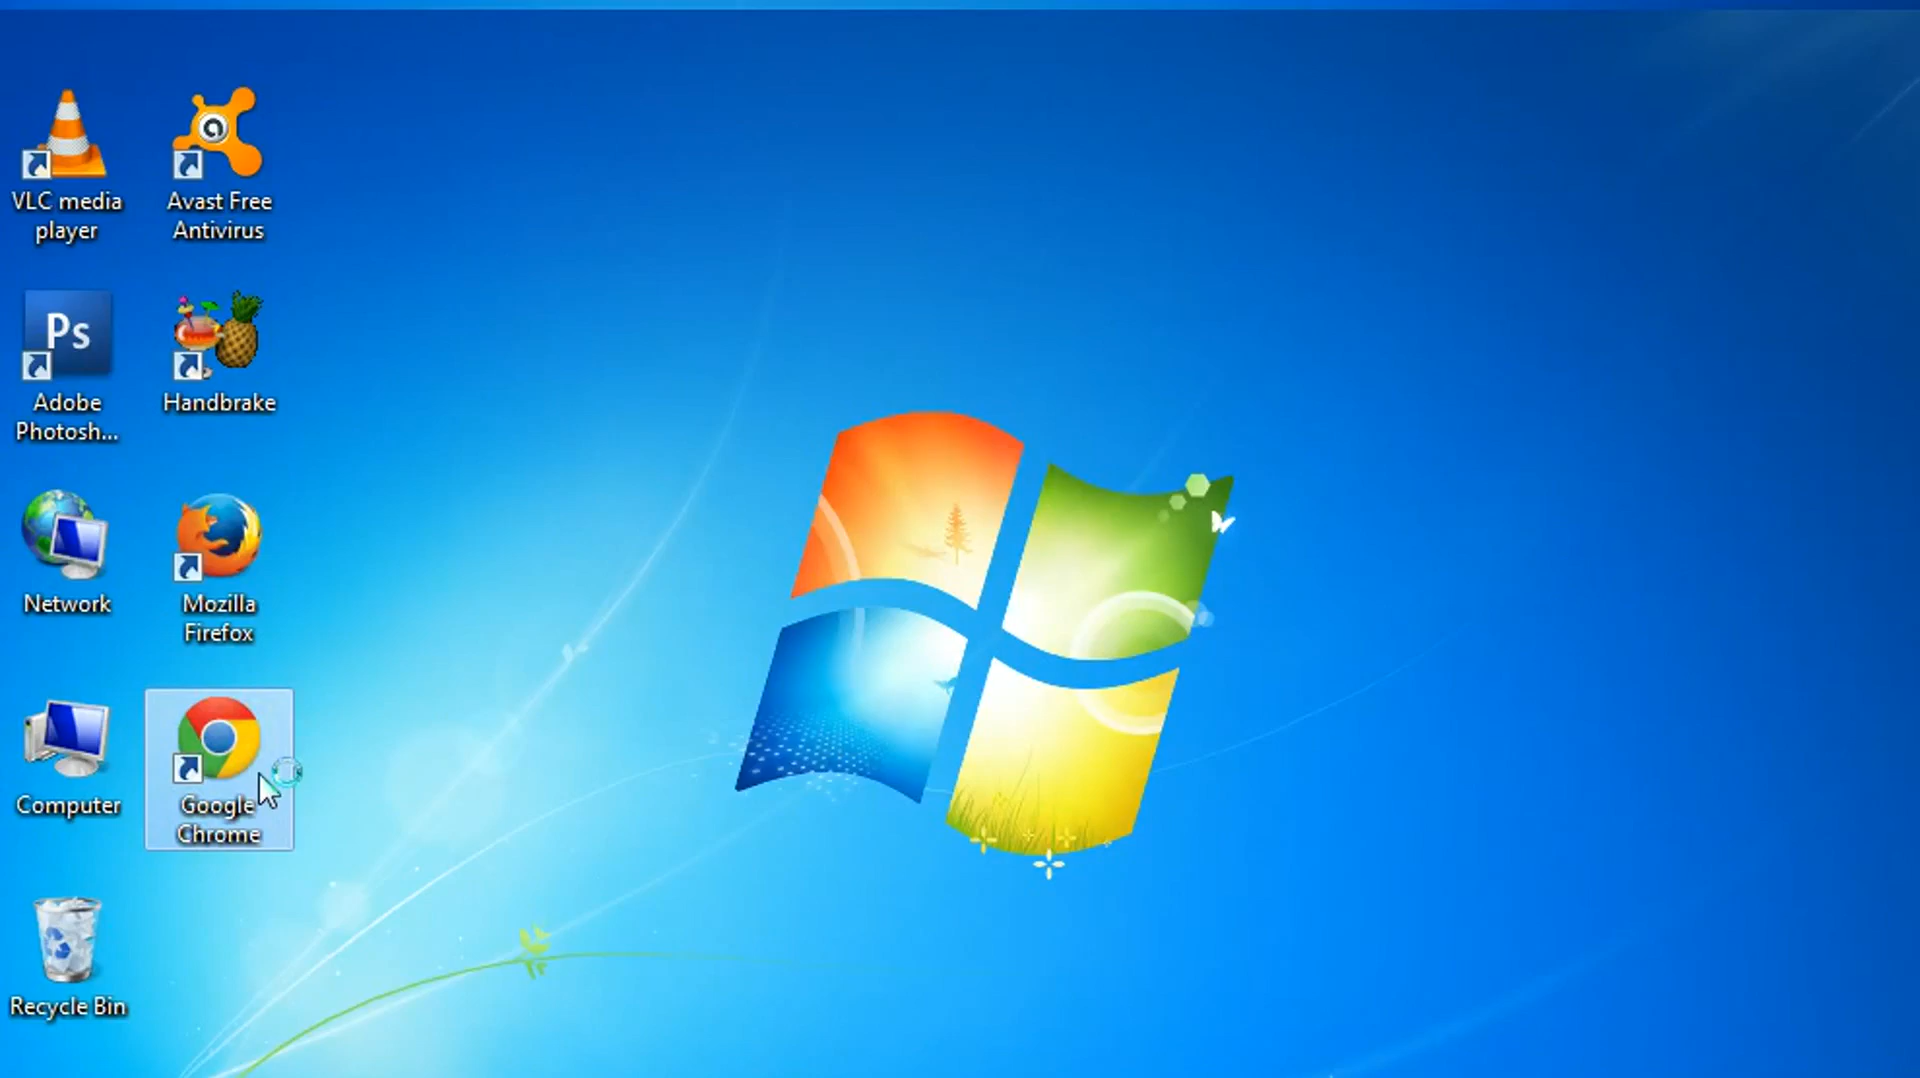 VLC media
player
Avast Free
Antivirus
Ps
Adobe
Photosh...
Handbrake
Network
Mozilla
Firefox
Computer
Google
Chrome
Recycle Bin